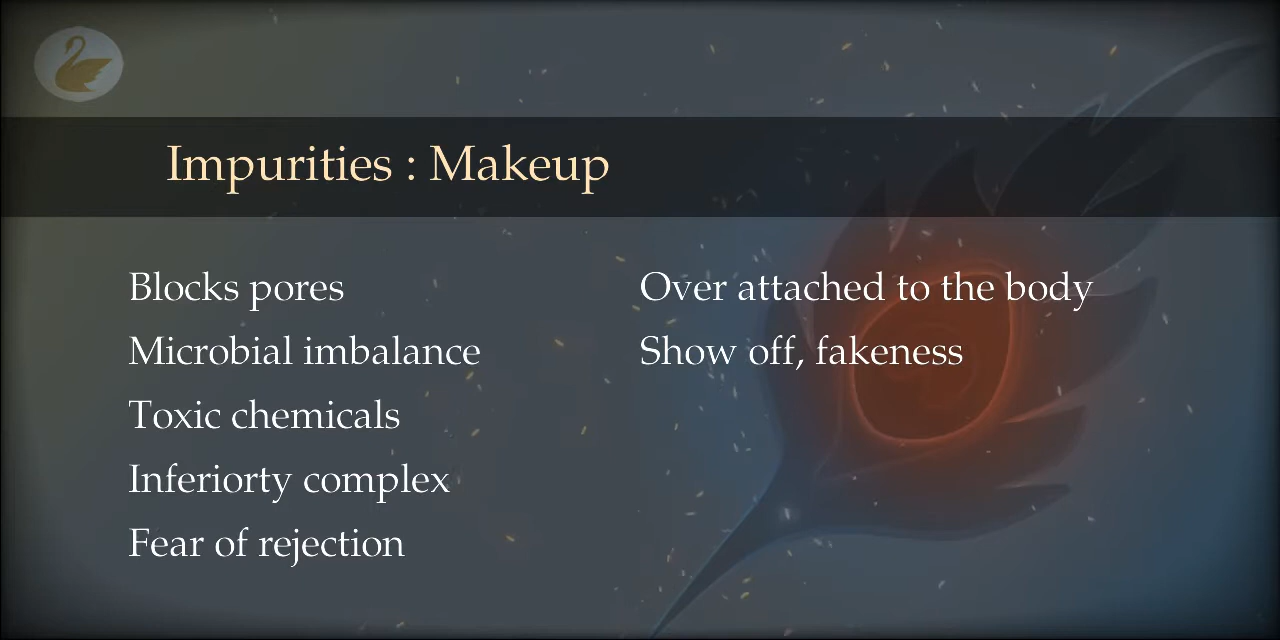 Impurities : Makeup
Blocks pores
Microbial imbalance
Toxic chemicals
Inferiorty complex
Fear of rejection
Over attached to the body
Show off, fakeness